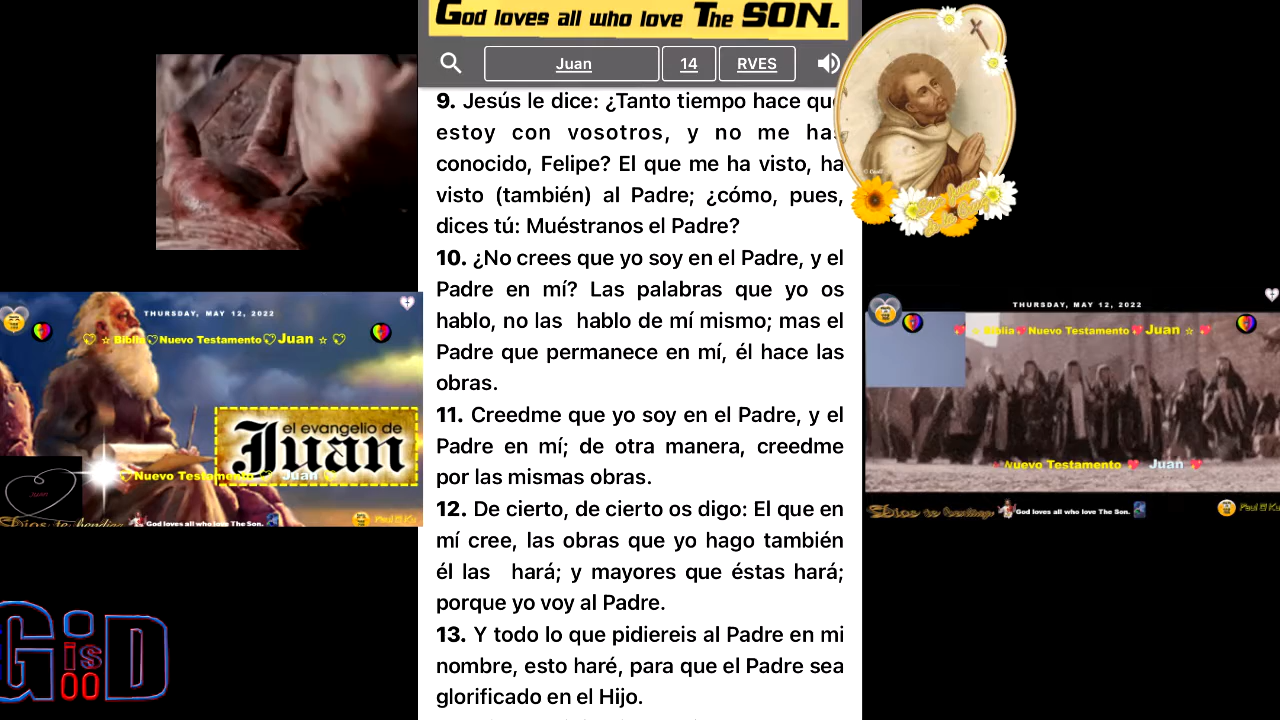 God loves all who love The SON.
Juan 14 RVES
9. Jesús le dice: ¿Tanto tiempo hace que
estoy con vosotros, y no me has
conocido, Felipe? El que me ha visto, ha
visto (también) al Padre; ¿cómo, pues,
dices tú: Muéstranos el Padre?
10. ¿No crees que yo soy en el Padre, y el
Padre en mí? Las palabras que yo os
hablo, no las hablo de mí mismo; mas el
Padre que permanece en mí, él hace las
obras.
11. Creedme que yo soy en el Padre, y el
Padre en mí; de otra manera, creedme
por las mismas obras.
12. De cierto, de cierto os digo: El que en
mí cree, las obras que yo hago también
él las hará; y mayores que éstas hará;
porque yo voy al Padre.
13. Y todo lo que pidiereis al Padre en mi
nombre, esto haré, para que el Padre sea
glorificado en el Hijo.
THURSDAY, MAY 12, 2022
Biblia Nuevo Testamento Juan
el evangelio de
Juan
Nuevo Testamento Juan
Juan
Dios te bendiga
God loves all who love The Son.
GOD
is
THURSDAY, MAY 12, 2022
Biblia Nuevo Testamento Juan
Nuevo Testamento Juan
Dios te bendiga God loves all who love The Son.